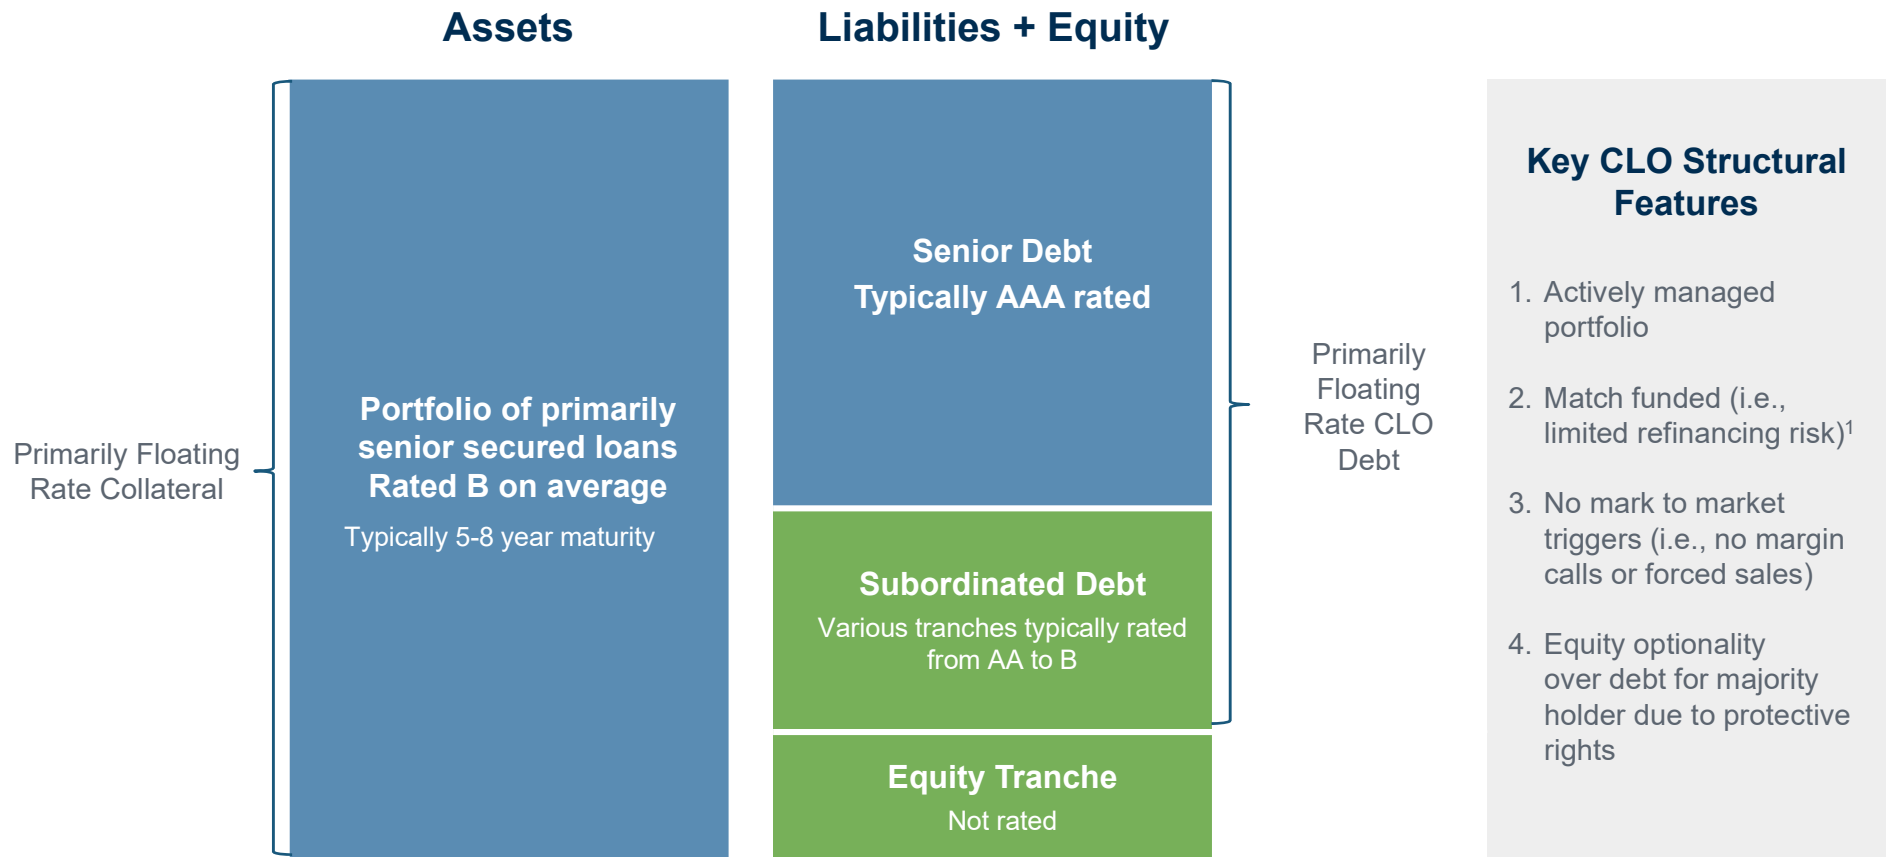 Assets
Liabilities + Equity
Primarily Floating
Rate Collateral
Portfolio of primarily
senior secured loans
Rated B on average
Typically 5-8 year maturity
Senior Debt
Typically AAA rated
Subordinated Debt
Various tranches typically rated
from AA to B
Equity Tranche
Not rated
Primarily
Floating
Rate CLO
Debt
Key CLO Structural
Features
1. Actively managed
portfolio
2. Match funded (i.e.,
limited refinancing risk)¹
3. No mark to market
triggers (i.e., no margin
calls or forced sales)
4. Equity optionality
over debt for majority
holder due to protective
rights